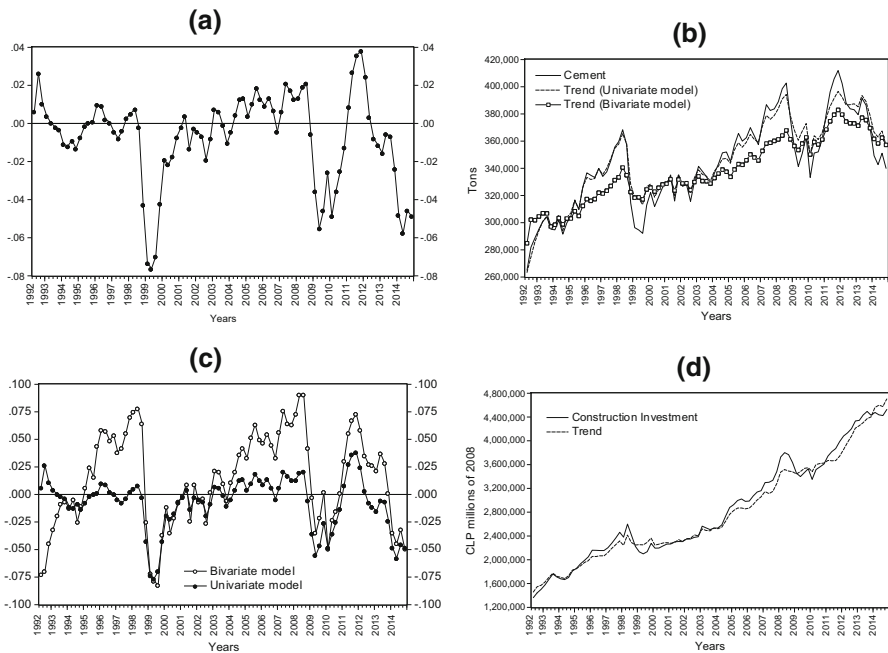 (a)
.04 .04
.02 .02
.00 .00
-.02 -.02
-.04 -.04
-.06 -.06
-.08 -.08
1992 1993 1994 1995 1996 1997 1998 1999 2000 2001 2002 2003 2004 2005 2006 2007 2008 2009 2010 2011 2012 2013 2014
Years
(b)
420,000
400,000
380,000
360,000
340,000
320,000
300,000
280,000
260,000
Tons
Cement
Trend (Univariate model)
Trend (Bivariate model)
1992 1993 1994 1995 1996 1997 1998 1999 2000 2001 2002 2003 2004 2005 2006 2007 2008 2009 2010 2011 2012 2013 2014
Years
(c)
.100 .100
.075 .075
.050 .050
.025 .025
.000 .000
-.025 -.025
-.050 -.050
-.075 -.075
-.100 -.100
Bivariate model
Univariate model
1992 1993 1994 1995 1996 1997 1998 1999 2000 2001 2002 2003 2004 2005 2006 2007 2008 2009 2010 2011 2012 2013 2014
Years
(d)
4,800,000
4,400,000
4,000,000
3,600,000
3,200,000
2,800,000
2,400,000
2,000,000
1,600,000
1,200,000
CLP millions of 2008
Construction Investment
Trend
1992 1993 1994 1995 1996 1997 1998 1999 2000 2001 2002 2003 2004 2005 2006 2007 2008 2009 2010 2011 2012 2013 2014
Years